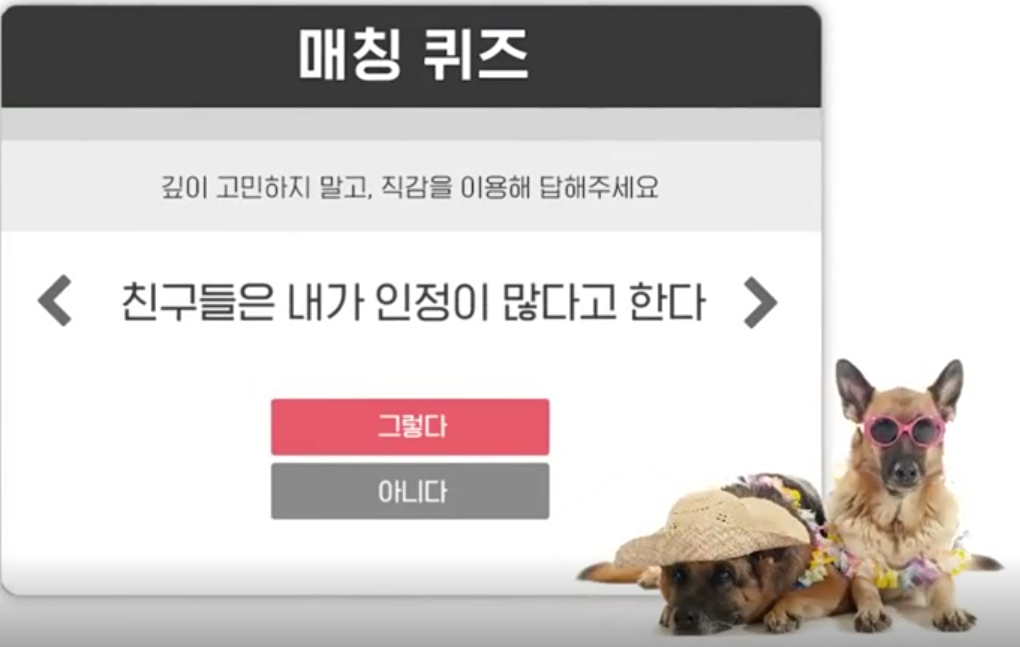 매칭 퀴즈
깊이 고민하지 말고, 직감을 이용해 답해주세요
친구들은 내가 인정이 많다고 한다
그렇다
아니다